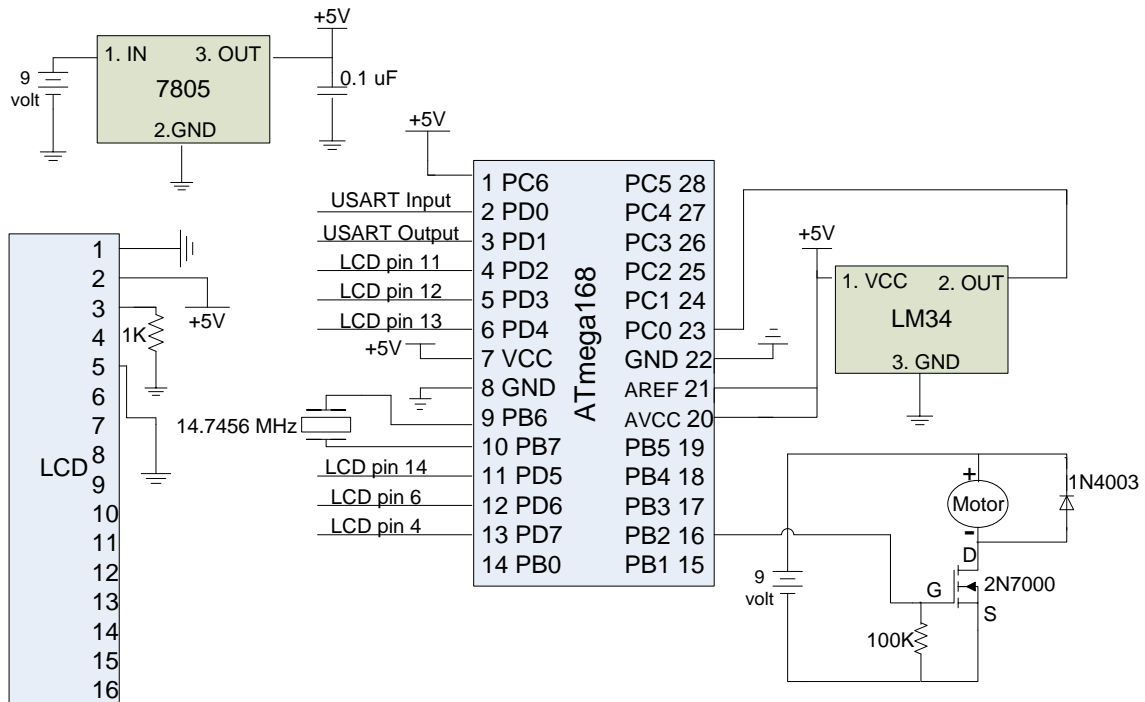 +5V
1. IN 3. OUT
7805
2.GND
9
volt
0.1 uF
+5V
1 PC6
2 PD0
3 PD1
4 PD2
5 PD3
6 PD4
7 VCC
8 GND
9 PB6
10 PB7
11 PD5
12 PD6
13 PD7
14 PB0
ATmega168
PC5 28
PC4 27
PC3 26
PC2 25
PC1 24
PC0 23
GND 22
AREF 21
AVCC 20
PB5 19
PB4 18
PB3 17
PB2 16
PB1 15
USART Input
USART Output
LCD pin 11
LCD pin 12
LCD pin 13
+5V
14.7456 MHz
LCD pin 14
LCD pin 6
LCD pin 4
LCD
1
2
3
4
5
6
7
8
9
10
11
12
13
14
15
16
+5V
1K
+5V
1. VCC 2. OUT
LM34
3. GND
+
Motor
-
1N4003
D
G
2N7000
S
9
volt
100K